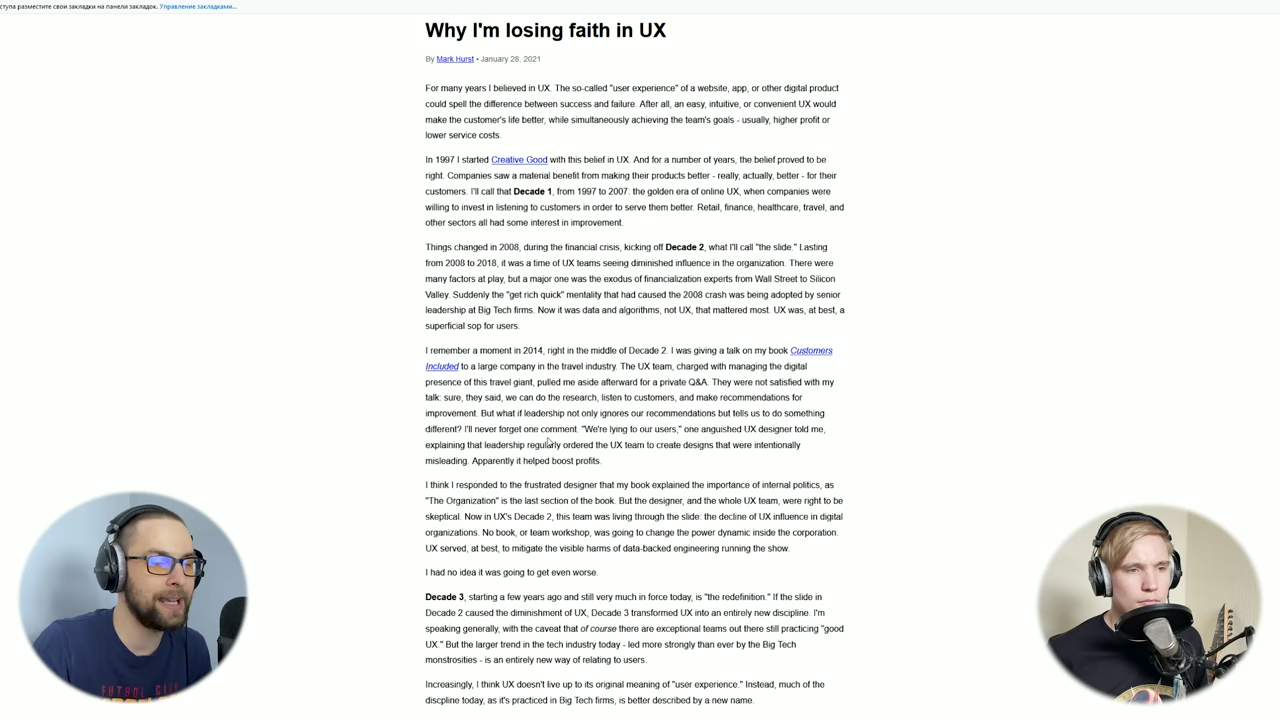 ступа разместите свои закладки на панели закладок. Управление закладками...
Why I'm losing faith in UX
By Mark Hurst • January 28, 2021
For many years I believed in UX. The so-called "user experience" of a website, app, or other digital product
could spell the difference between success and failure. After all, an easy, intuitive, or convenient UX would
make the customer's life better, while simultaneously achieving the team's goals - usually, higher profit or
lower service costs.
In 1997 I started Creative Good with this belief in UX. And for a number of years, the belief proved to be
right. Companies saw a material benefit from making their products better - really, actually, better - for their
customers. I'll call that Decade 1, from 1997 to 2007: the golden era of online UX, when companies were
willing to invest in listening to customers in order to serve them better. Retail, finance, healthcare, travel, and
other sectors all had some interest in improvement.
Things changed in 2008, during the financial crisis, kicking off Decade 2, what I'll call "the slide." Lasting
from 2008 to 2018, it was a time of UX teams seeing diminished influence in the organization. There were
many factors at play, but a major one was the exodus of financialization experts from Wall Street to Silicon
Valley. Suddenly the "get rich quick" mentality that had caused the 2008 crash was being adopted by senior
leadership at Big Tech firms. Now it was data and algorithms, not UX, that mattered most. UX was, at best, a
superficial sop for users.
I remember a moment in 2014, right in the middle of Decade 2. I was giving a talk on my book Customers
Included to a large company in the travel industry. The UX team, charged with managing the digital
presence of this travel giant, pulled me aside afterward for a private Q&A. They were not satisfied with my
talk: sure, they said, we can do the research, listen to customers, and make recommendations for
improvement. But what if leadership not only ignores our recommendations but tells us to do something
different? I'll never forget one comment. "We're lying to our users," one anguished UX designer told me,
explaining that leadership regularly ordered the UX team to create designs that were intentionally
misleading. Apparently it helped boost profits.
I think I responded to the frustrated designer that my book explained the importance of internal politics, as
"The Organization" is the last section of the book. But the designer, and the whole UX team, were right to be
skeptical. Now in UX's Decade 2, this team was living through the slide: the decline of UX influence in digital
organizations. No book, or team workshop, was going to change the power dynamic inside the corporation.
UX served, at best, to mitigate the visible harms of data-backed engineering running the show.
I had no idea it was going to get even worse.
Decade 3, starting a few years ago and still very much in force today, is "the redefinition." If the slide in
Decade 2 caused the diminishment of UX, Decade 3 transformed UX into an entirely new discipline. I'm
speaking generally, with the caveat that of course there are exceptional teams out there still practicing "good
UX." But the larger trend in the tech industry today - led more strongly than ever by the Big Tech
monstrosities - is an entirely new way of relating to users.
Increasingly, I think UX doesn't live up to its original meaning of "user experience." Instead, much of the
discpline today, as it's practiced in Big Tech firms, is better described by a new name.
FUTBOL CLUB